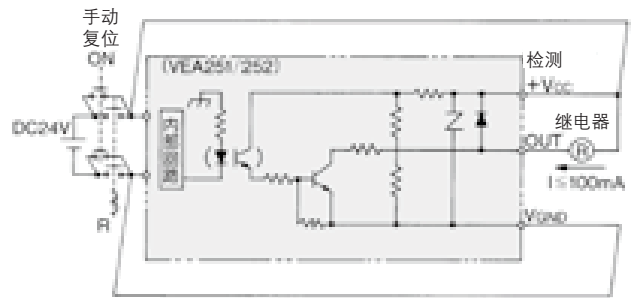 手动
复位
ON
(VEA251/252)
检测
+Vcc
DC24V
内部回路
继电器
OUT
R
I≦100mA
R
VGND